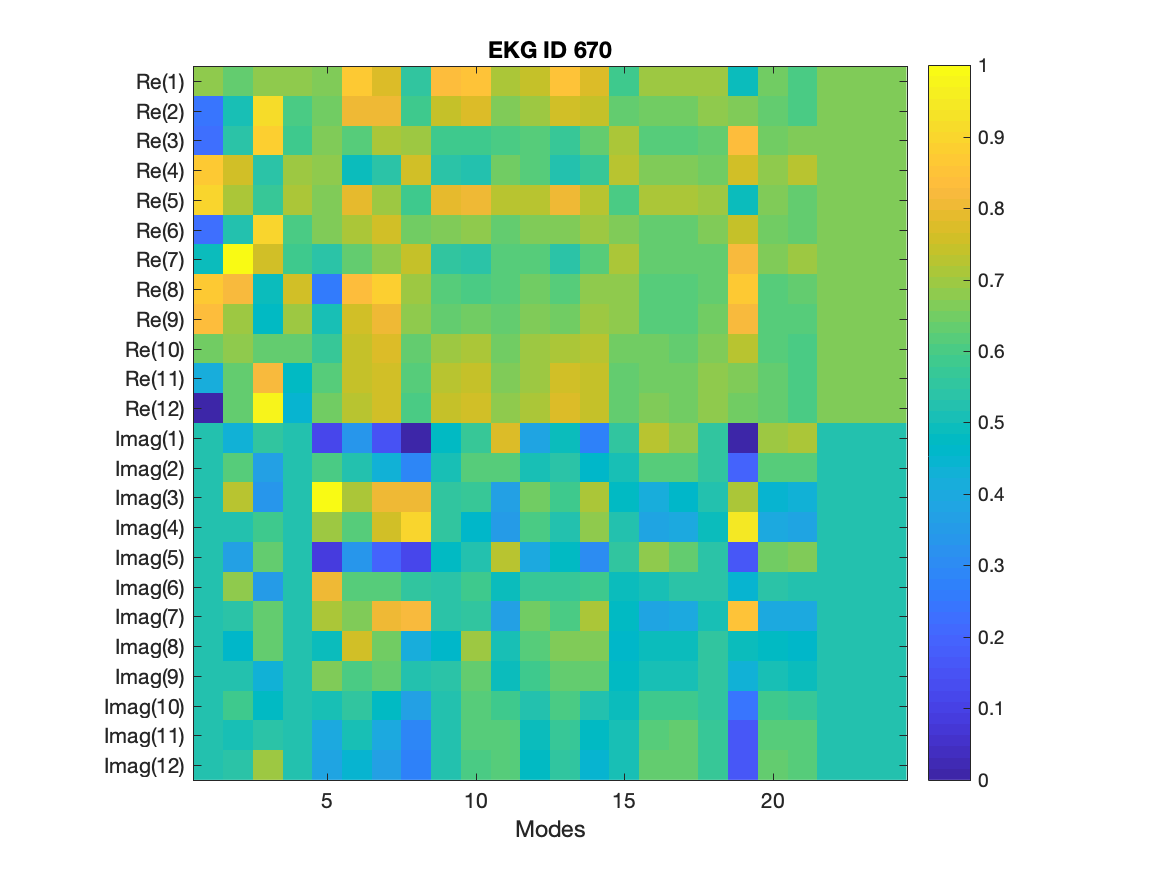 EKG ID 670
Re(1)
Re(2)
Re(3)
Re(4)
Re(5)
Re(6)
Re(7)
Re(8)
Re(9)
Re(10)
Re(11)
Re(12)
Imag(1)
Imag(2)
Imag(3)
Imag(4)
Imag(5)
Imag(6)
Imag(7)
Imag(8)
Imag(9)
Imag(10)
Imag(11)
Imag(12)
5 10 15 20
Modes
1
0.9
0.8
0.7
0.6
0.5
0.4
0.3
0.2
0.1
0